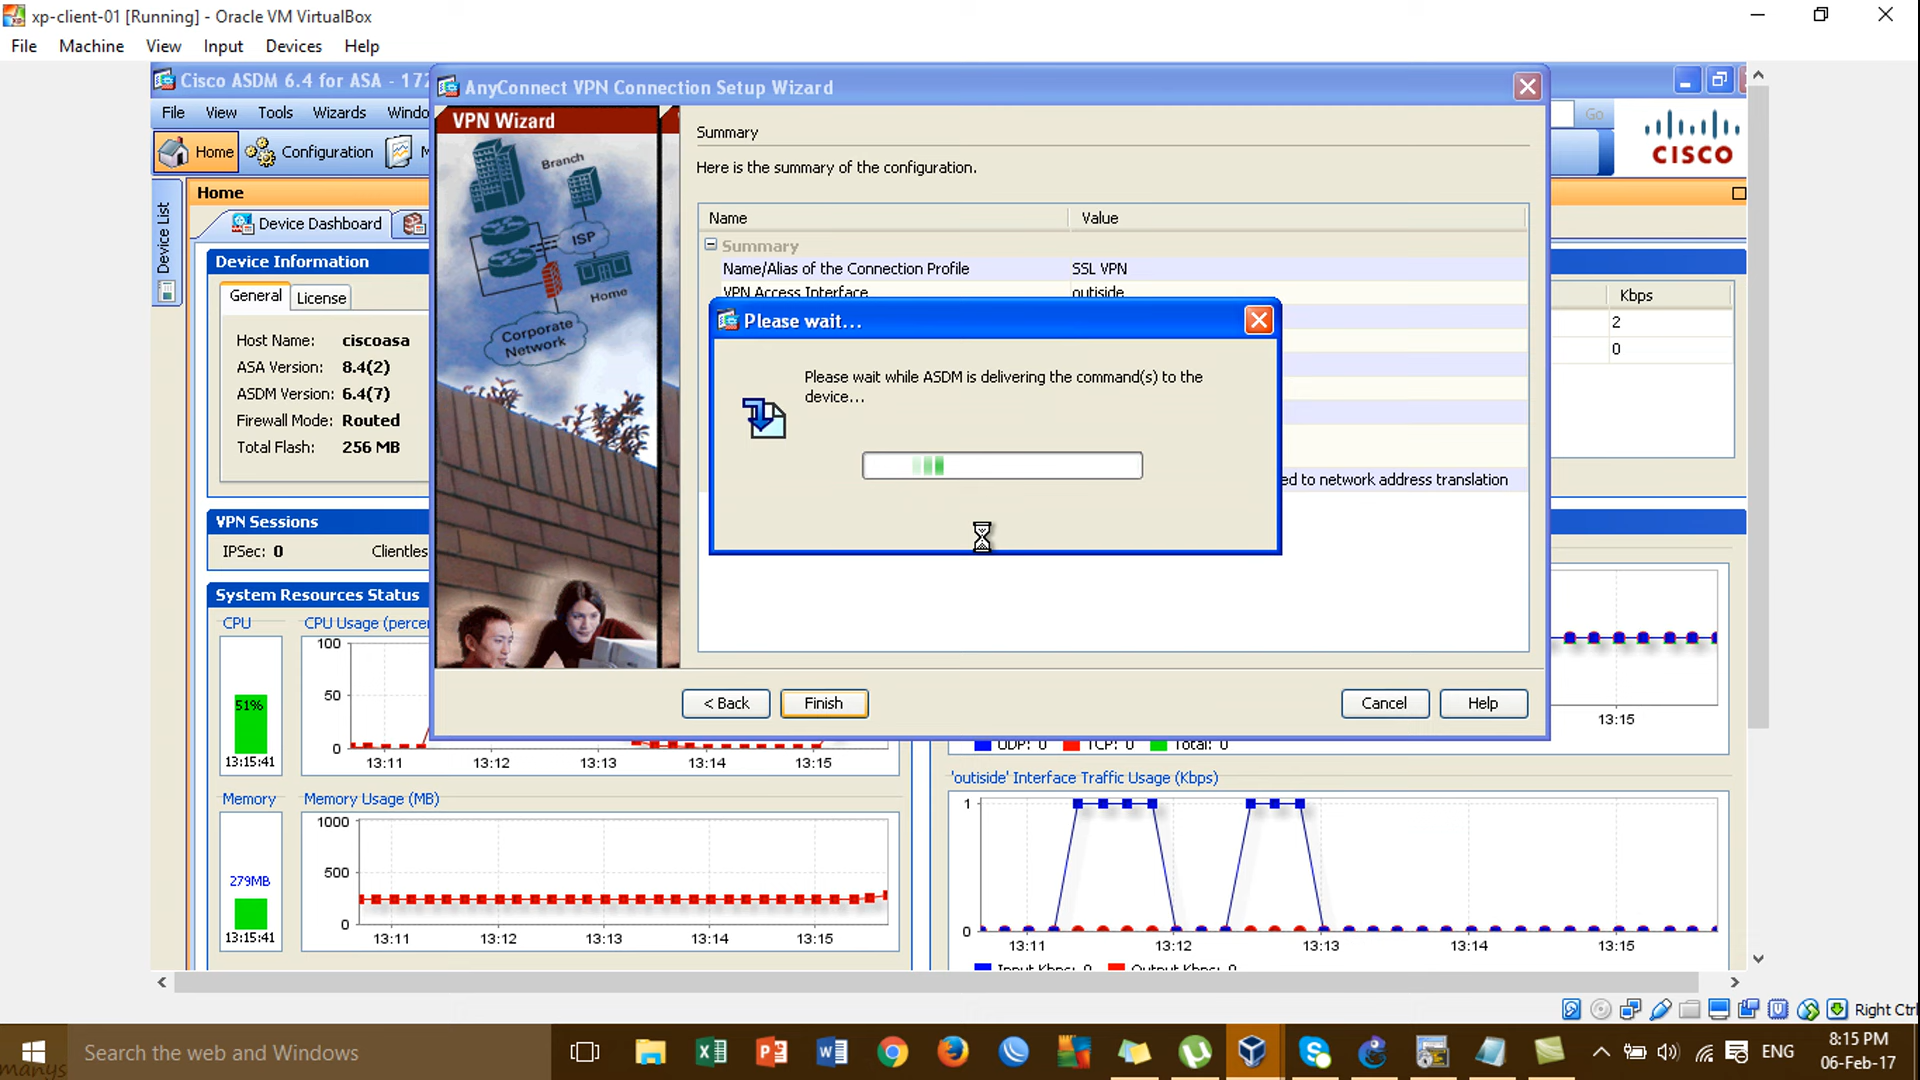 xp-client-01 [Running] - Oracle VM VirtualBox
File Machine View Input Devices Help
Cisco ASDM 6.4 for ASA - 172
File View Tools Wizards Windo
Home Configuration M
Go
CISCO
Device List
Home
Device Dashboard
Device Information
General License
Host Name: ciscoasa
ASA Version: 8.4(2)
ASDM Version: 6.4(7)
Firewall Mode: Routed
Total Flash: 256 MB
VPN Sessions
IPSec: 0 Clientles
System Resources Status
CPU CPU Usage (percer
51%
13:15:41
100
50
0
13:11 13:12 13:13 13:14 13:15
Memory Memory Usage (MB)
279MB
13:15:41
1000
500
0
13:11 13:12 13:13 13:14 13:15
AnyConnect VPN Connection Setup Wizard
VPN Wizard
Branch
ISP
Home
Corporate
Network
Summary
Here is the summary of the configuration.
Name Value
Summary
Name/Alias of the Connection Profile SSL VPN
VPN Access Interface outiside
Please wait...
Please wait while ASDM is delivering the command(s) to the
device...
ed to network address translation
< Back Finish Cancel Help
Kbps
2
0
13:15
UDP: 0 TCP: 0 Total: 0
'outiside' Interface Traffic Usage (Kbps)
1
0
13:11 13:12 13:13 13:14 13:15
Input Kbps: 0 Output Kbps: 0
Right Ctrl
Search the web and Windows
ENG
8:15 PM
06-Feb-17
manys